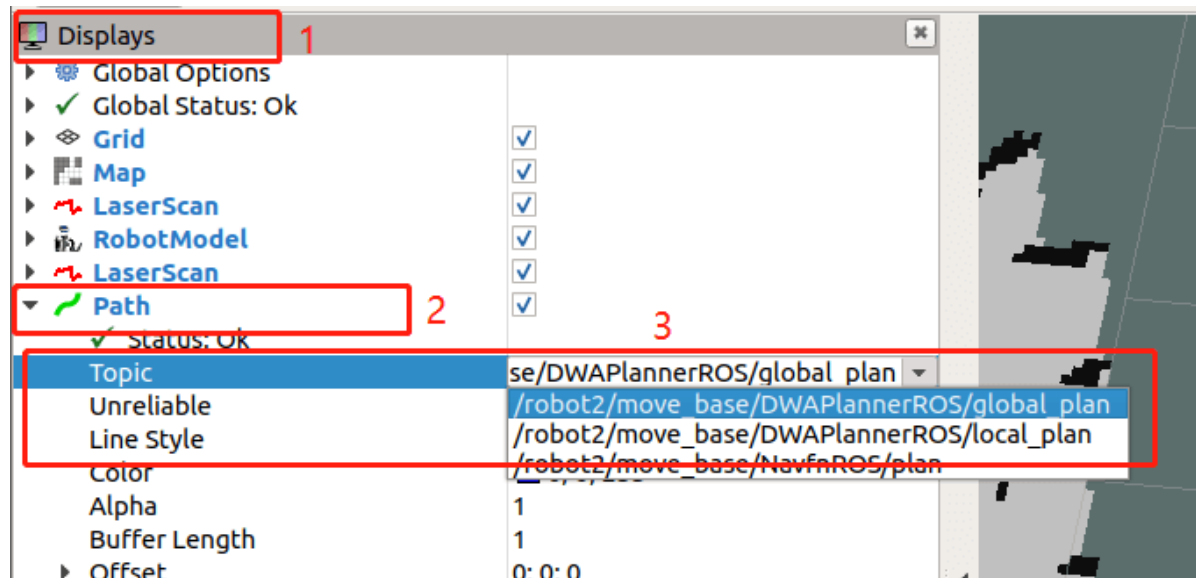 Displays 1
Global Options
Global Status: Ok
Grid
Map
LaserScan
RobotModel
LaserScan
Path 2
Status: Ok 3
Topic se/DWAPlannerROS/global_plan
Unreliable /robot2/move_base/DWAPlannerROS/global_plan
Line Style /robot2/move_base/DWAPlannerROS/local_plan
Color /robot2/move_base/NavfnROS/plan
Alpha 1
Buffer Length 1
Offset 0; 0; 0